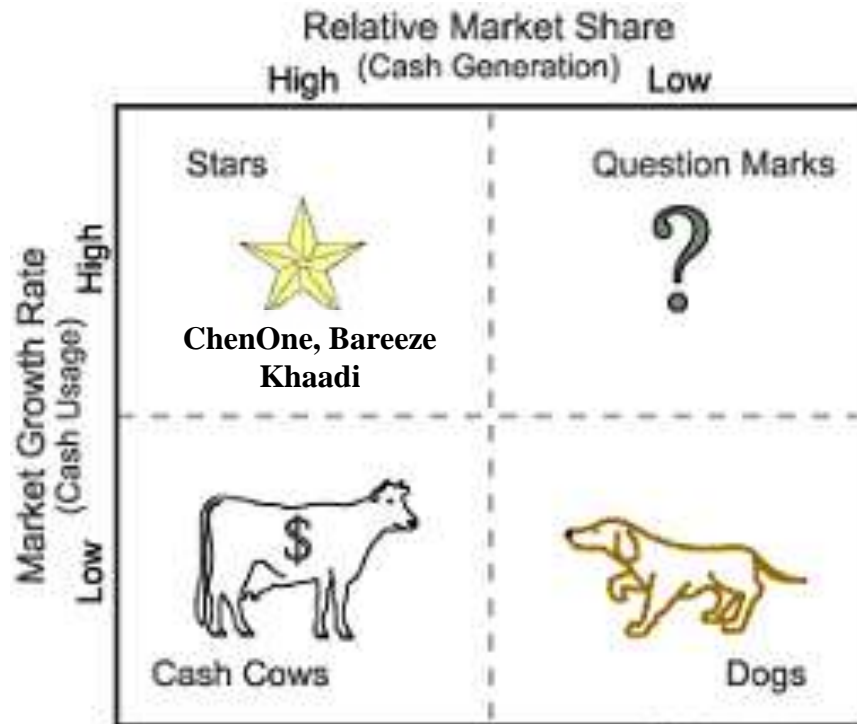 Relative Market Share
(Cash Generation)
High
Low
Stars
Question Marks
?
ChenOne, Bareeze
Khaadi
Market Growth Rate
(Cash Usage)
High
Low
$
Cash Cows
Dogs